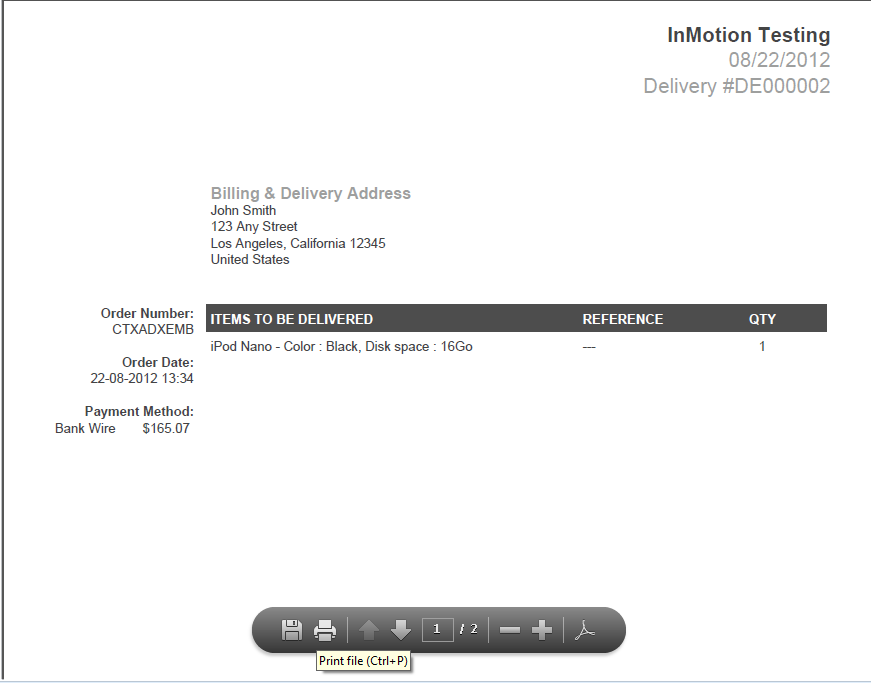 InMotion Testing
08/22/2012
Delivery #DE000002
Billing & Delivery Address
John Smith
123 Any Street
Los Angeles, California 12345
United States
Order Number:
CTXADXEMB
Order Date:
22-08-2012 13:34
Payment Method:
Bank Wire $165.07
ITEMS TO BE DELIVERED REFERENCE QTY
iPod Nano - Color : Black, Disk space : 16Go --- 1
1 / 2
Print file (Ctrl+P)